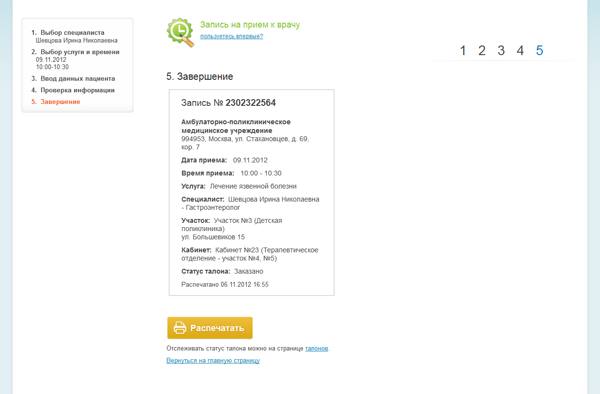 1. Выбор специалиста
Шевцова Ирина Николаевна
2. Выбор услуги и времени
09.11.2012
10:00-10:30
3. Ввод данных пациента
4. Проверка информации
5. Завершение
Запись на прием к врачу
пользуетесь впервые?
1 2 3 4 5
5. Завершение
Запись № 2302322564
Амбулаторно-поликлиническое
медицинское учреждение
994953, Москва, ул. Стахановцев, д. 69,
кор. 7
Дата приема: 09.11.2012
Время приема: 10:00 - 10:30
Услуга: Лечение язвенной болезни
Специалист: Шевцова Ирина Николаевна
- Гастроэнтеролог
Участок: Участок №3 (Детская
поликлиника)
ул. Большевиков 15
Кабинет: Кабинет №23 (Терапевтическое
отделение - участок №4, №5)
Статус талона: Заказано
Распечатано 06.11.2012 16:55
Распечатать
Отслеживать статус талона можно на странице талонов.
Вернуться на главную страницу